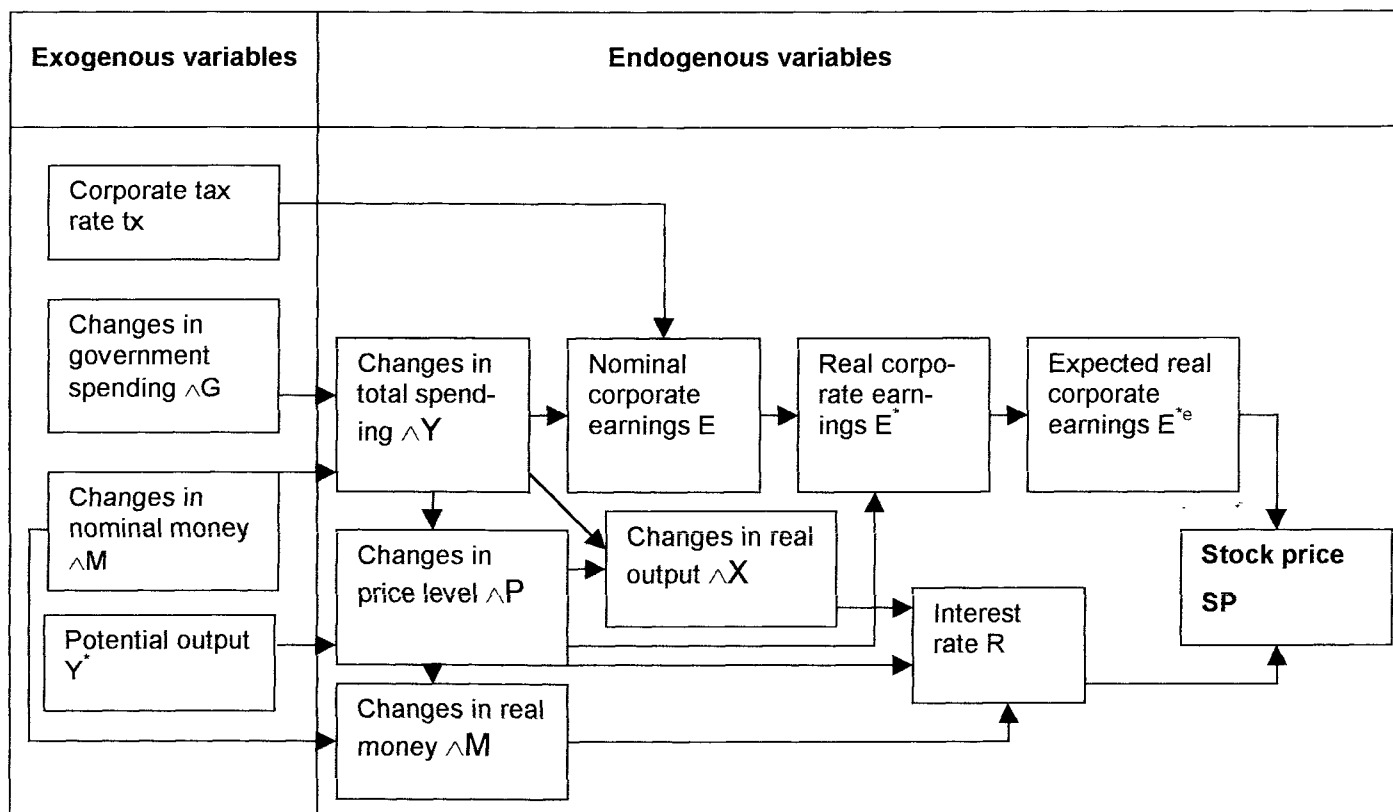 Exogenous variables
Endogenous variables
Corporate tax
rate tx
Changes in
government
spending ∧G
Changes in
nominal money
∧M
Potential output
Y*
Changes in
total spend-
ing ∧Y
Nominal
corporate
earnings E
Real corpo-
rate earn-
ings E*
Expected real
corporate
earnings E*e
Changes in
price level ∧P
Changes in real
output ∧X
Changes in real
money ∧M
Interest
rate R
Stock price
SP